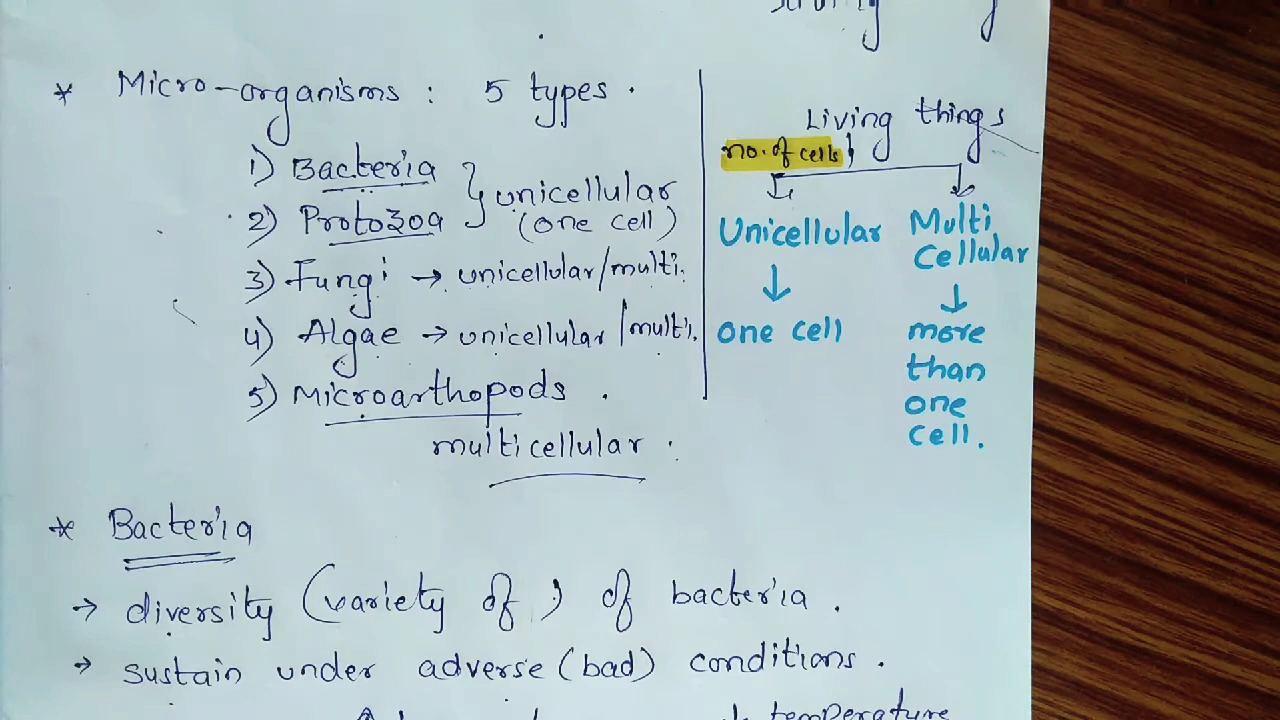 * Micro-organisms : 5 types.
1) Bacteria
2) Protozoa
} unicellular
(one cell)
3) Fungi → unicellular/multi.
4) Algae → unicellular/multi.
5) Microarthopods.
multicellular.
Living things
no. of cells
Unicellular
↓
one cell
Multi
Cellular
↓
more
than
one
cell.
* Bacteria
→ diversity (variety of) of bacteria.
→ sustain under adverse (bad) conditions.
temperature